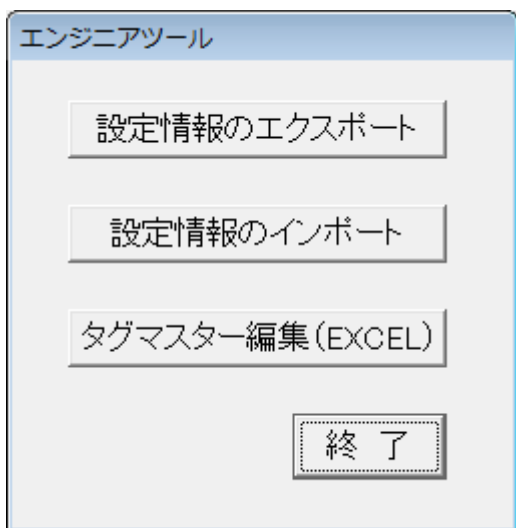 エンジニアツール
設定情報のエクスポート
設定情報のインポート
タグマスター編集(EXCEL)
終 了